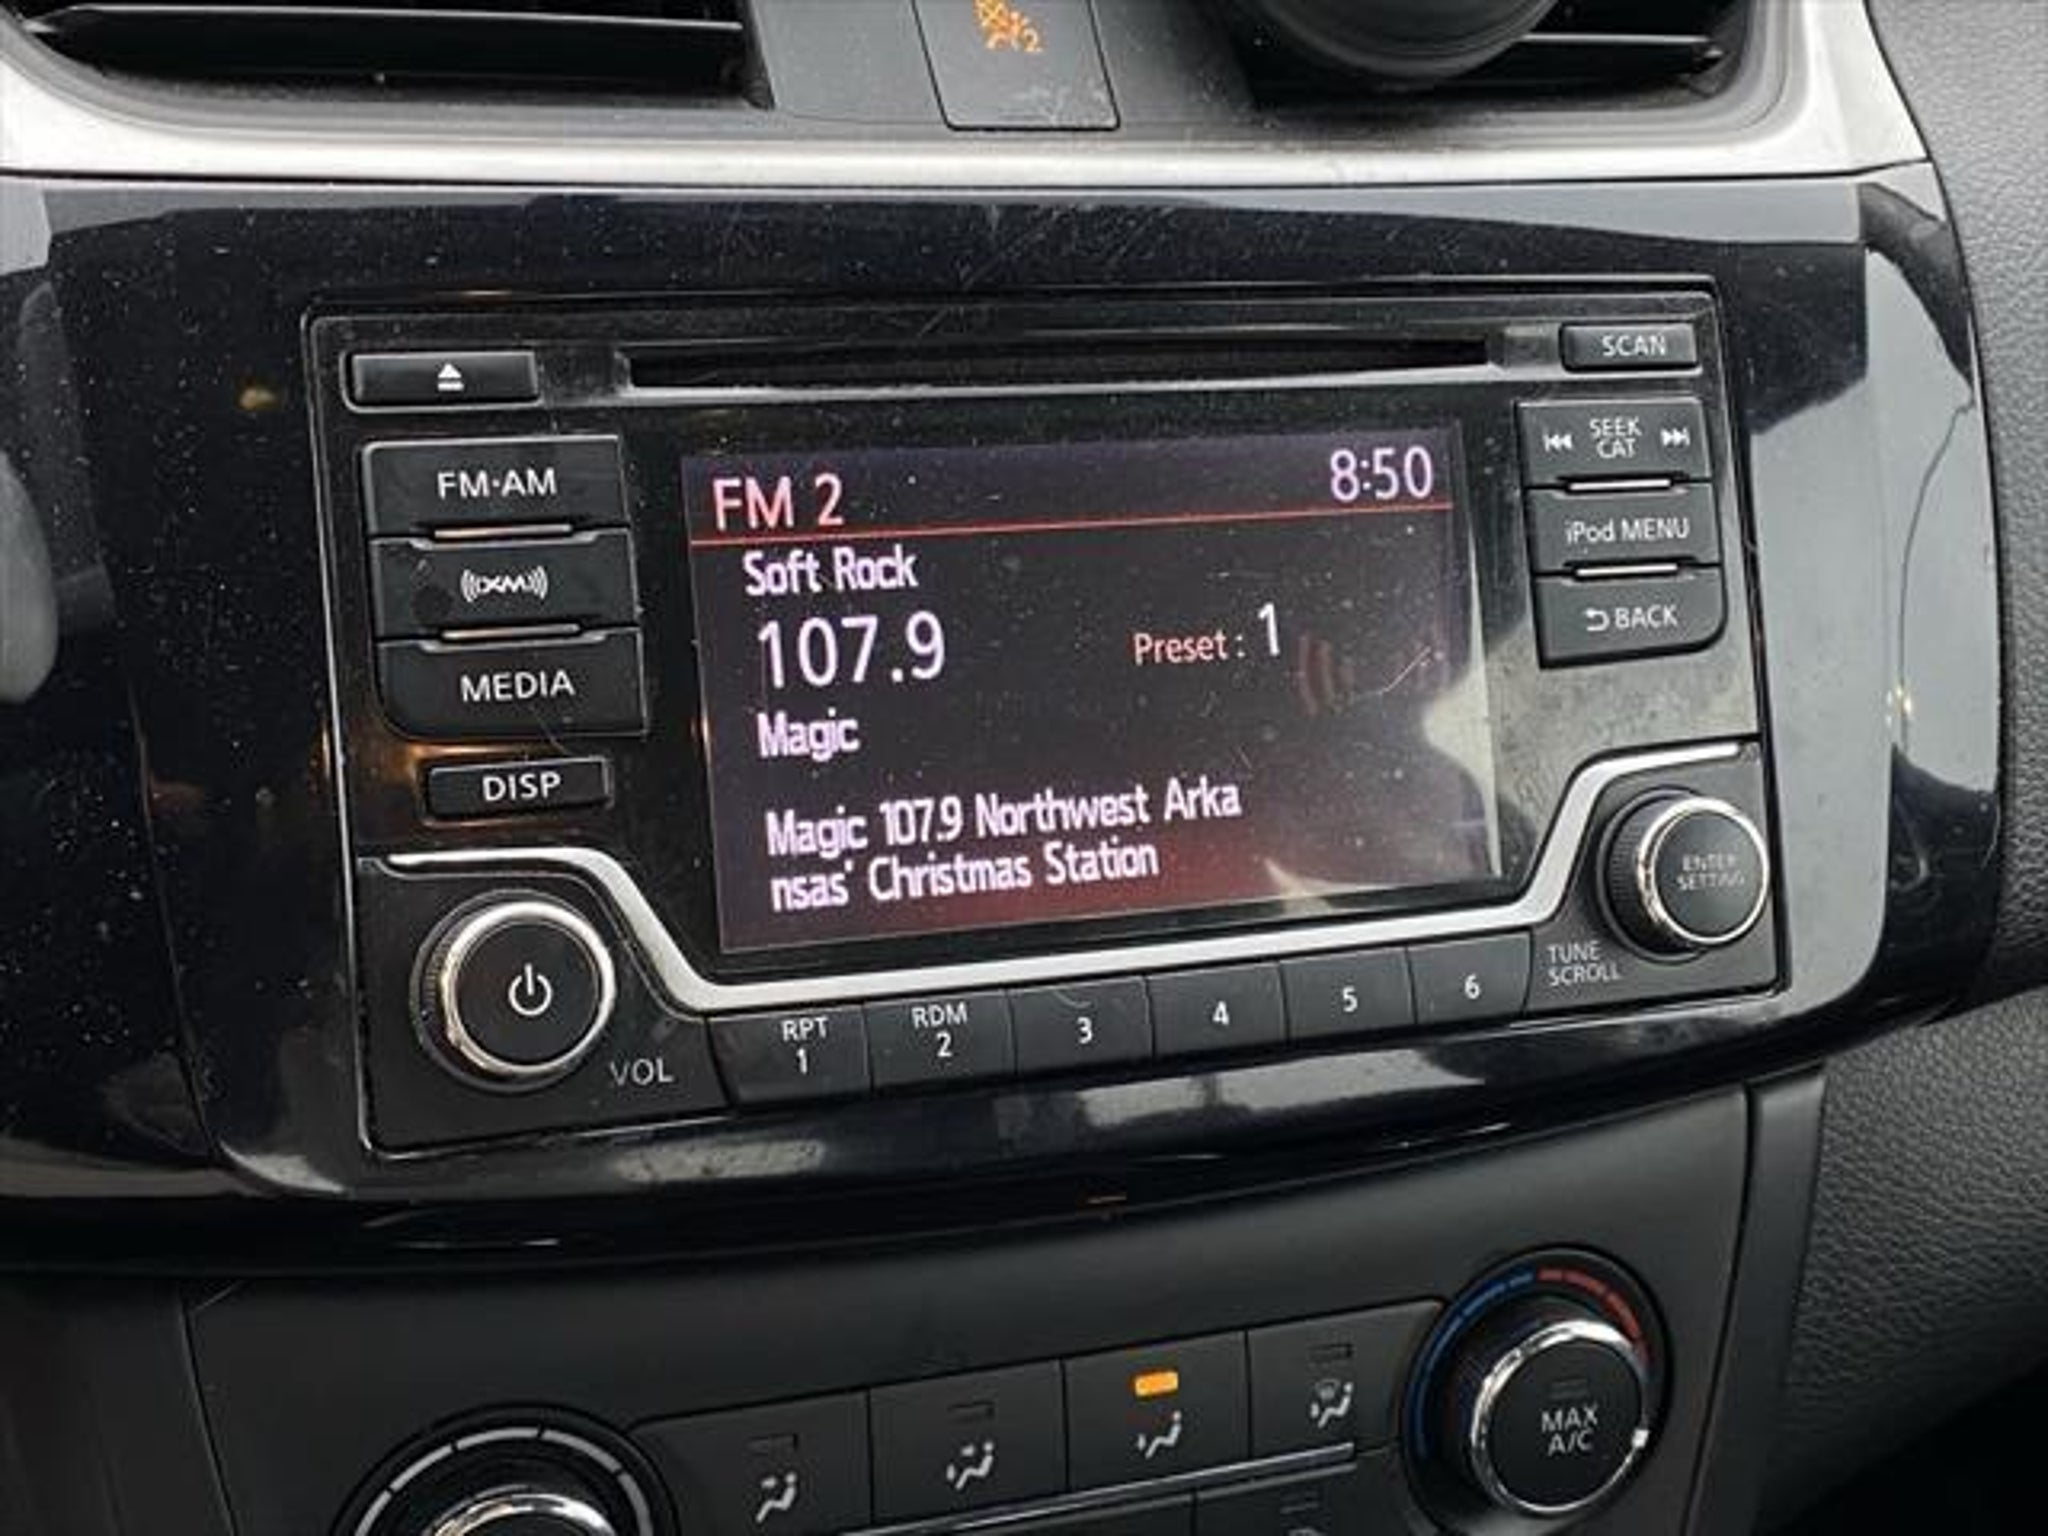 2
SCAN
SEEK
CAT
FM·AM
FM 2
8:50
iPod MENU
Soft Rock
XM
107.9
Preset : 1
BACK
MEDIA
Magic
DISP
Magic 107.9 Northwest Arka
nsas' Christmas Station
ENTER
SETTING
TUNE
SCROLL
VOL
RPT
1
RDM
2
3
4
5
6
MAX
A/C